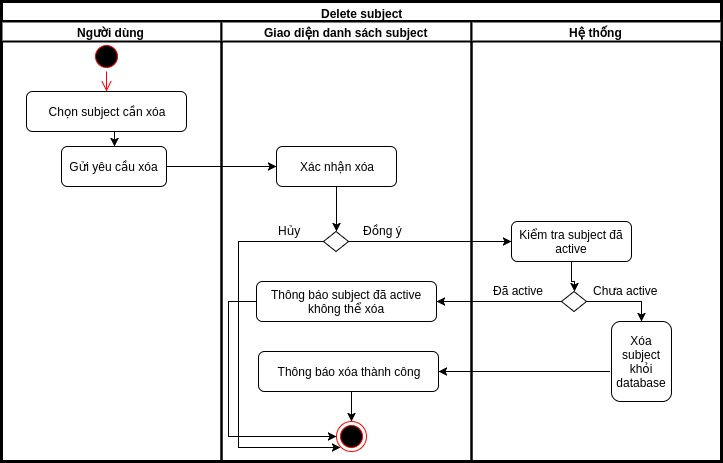 Delete subject
Người dùng
Giao diện danh sách subject
Hệ thống
Chọn subject cần xóa
Gửi yêu cầu xóa
Xác nhận xóa
Hủy
Đồng ý
Kiểm tra subject đã
active
Đã active
Chưa active
Thông báo subject đã active
không thể xóa
Xóa
subject
khỏi
database
Thông báo xóa thành công